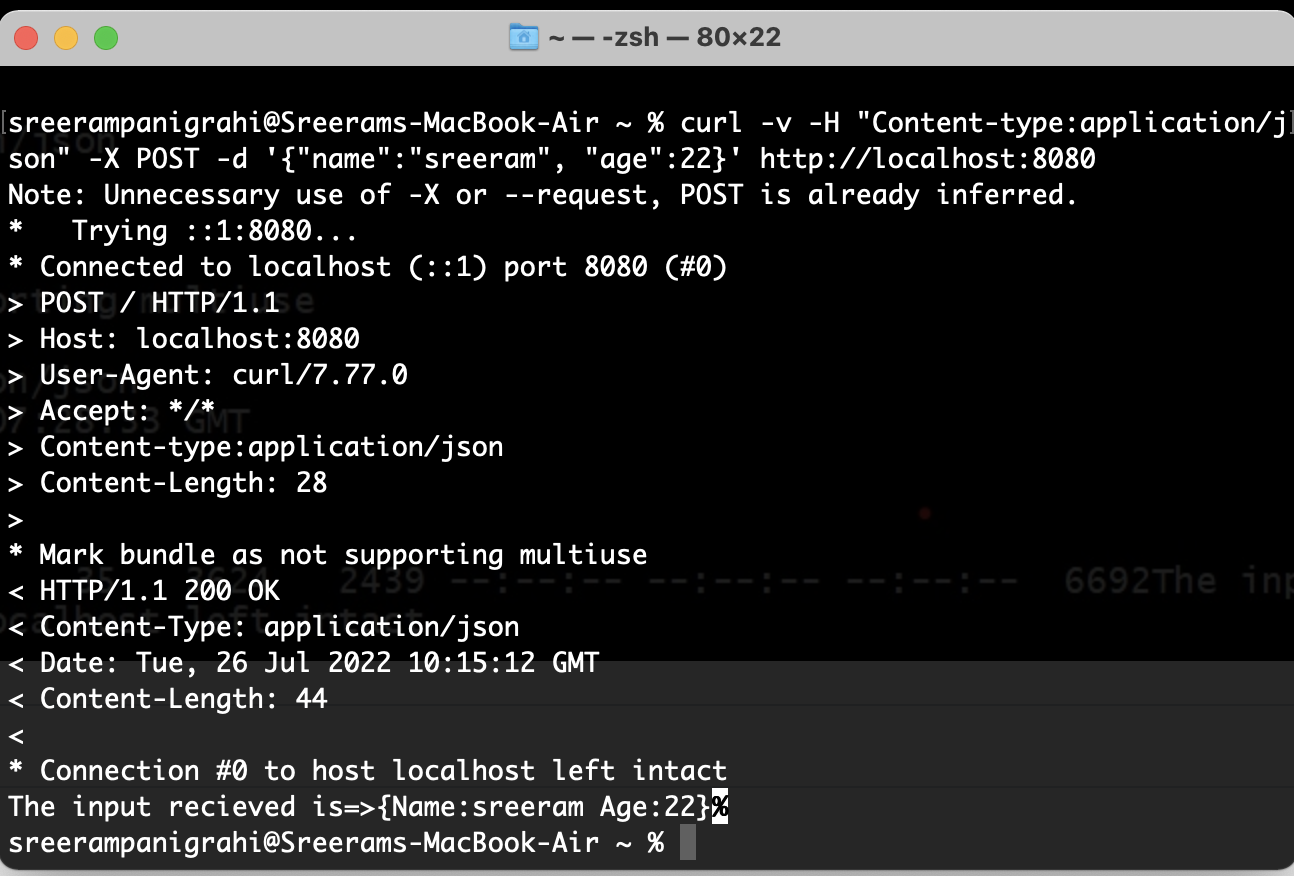 ~ — -zsh — 80×22
sreerampanigrahi@Sreerams-MacBook-Air ~ % curl -v -H "Content-type:application/j
son" -X POST -d '{"name":"sreeram", "age":22}' http://localhost:8080
Note: Unnecessary use of -X or --request, POST is already inferred.
*   Trying ::1:8080...
* Connected to localhost (::1) port 8080 (#0)
> POST / HTTP/1.1
> Host: localhost:8080
> User-Agent: curl/7.77.0
> Accept: */*
> Content-type:application/json
> Content-Length: 28
>
* Mark bundle as not supporting multiuse
< HTTP/1.1 200 OK
< Content-Type: application/json
< Date: Tue, 26 Jul 2022 10:15:12 GMT
< Content-Length: 44
<
* Connection #0 to host localhost left intact
The input recieved is=>{Name:sreeram Age:22}%
sreerampanigrahi@Sreerams-MacBook-Air ~ %